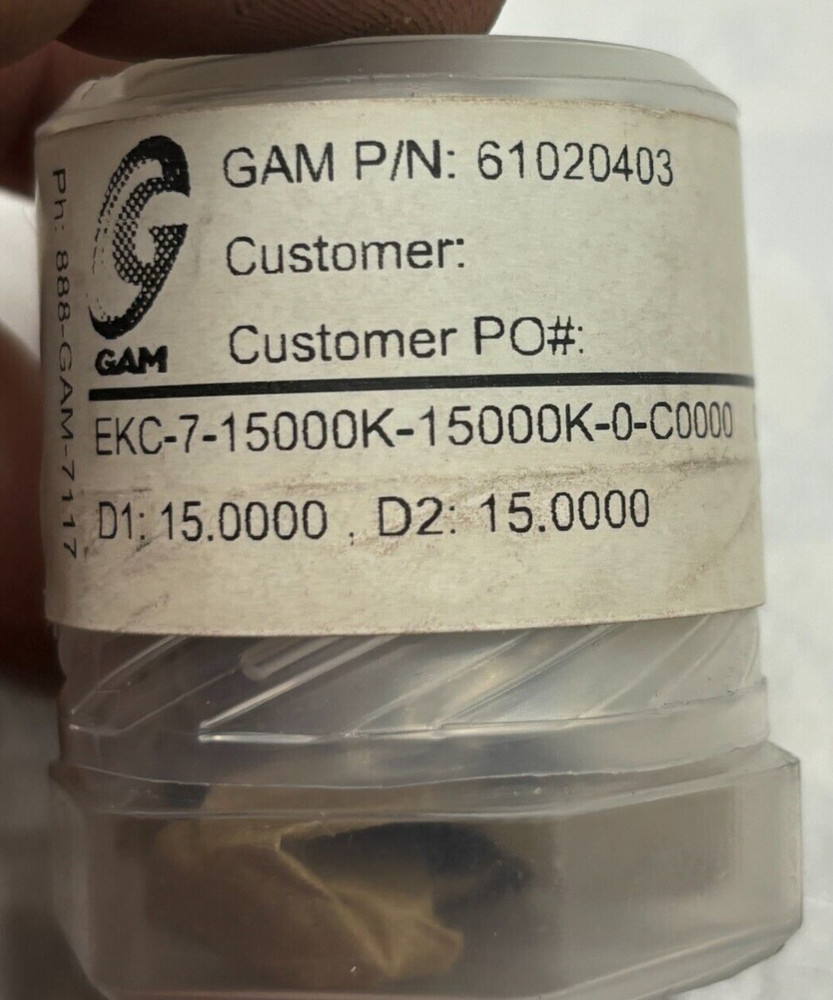 GAM P/N: 61020403
Customer:
Customer PO#:
GAM
Ph: 888-GAM-7117
EKC-7-15000K-15000K-0-C0000
D1: 15.0000 , D2: 15.0000